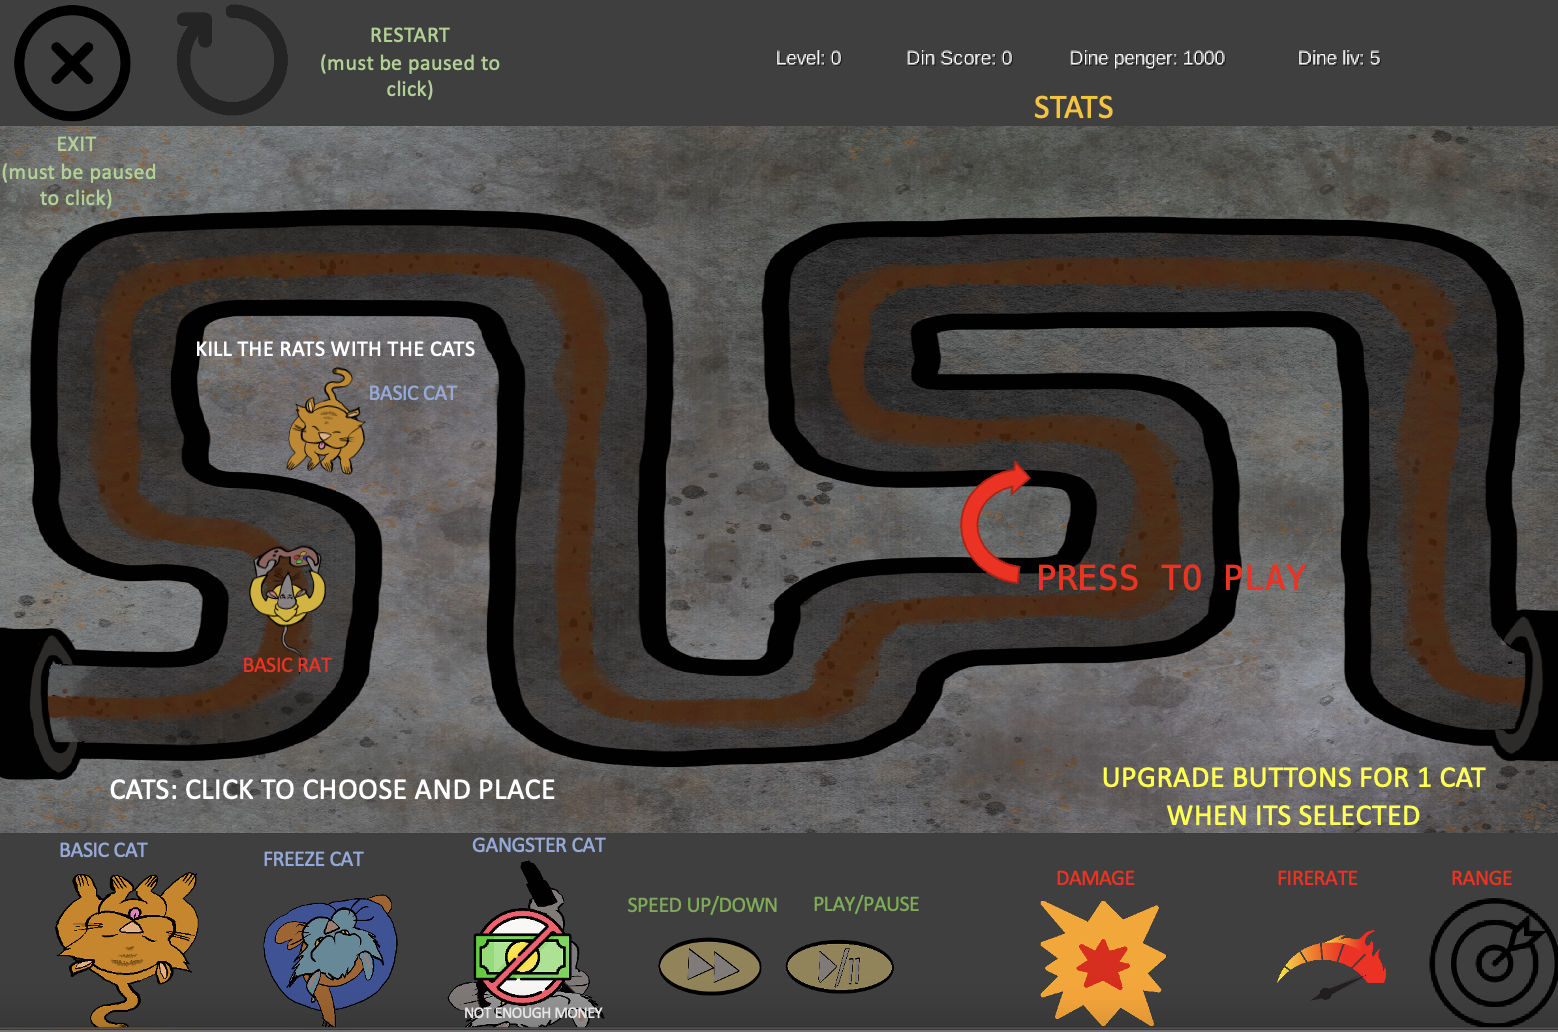 RESTART
(must be paused to
click)
Level: 0
Din Score: 0
Dine penger: 1000
Dine liv: 5
STATS
EXIT
(must be paused
to click)
KILL THE RATS WITH THE CATS
BASIC CAT
PRESS TO PLAY
BASIC RAT
CATS: CLICK TO CHOOSE AND PLACE
UPGRADE BUTTONS FOR 1 CAT
WHEN ITS SELECTED
BASIC CAT
FREEZE CAT
GANGSTER CAT
NOT ENOUGH MONEY
SPEED UP/DOWN
PLAY/PAUSE
DAMAGE
FIRERATE
RANGE